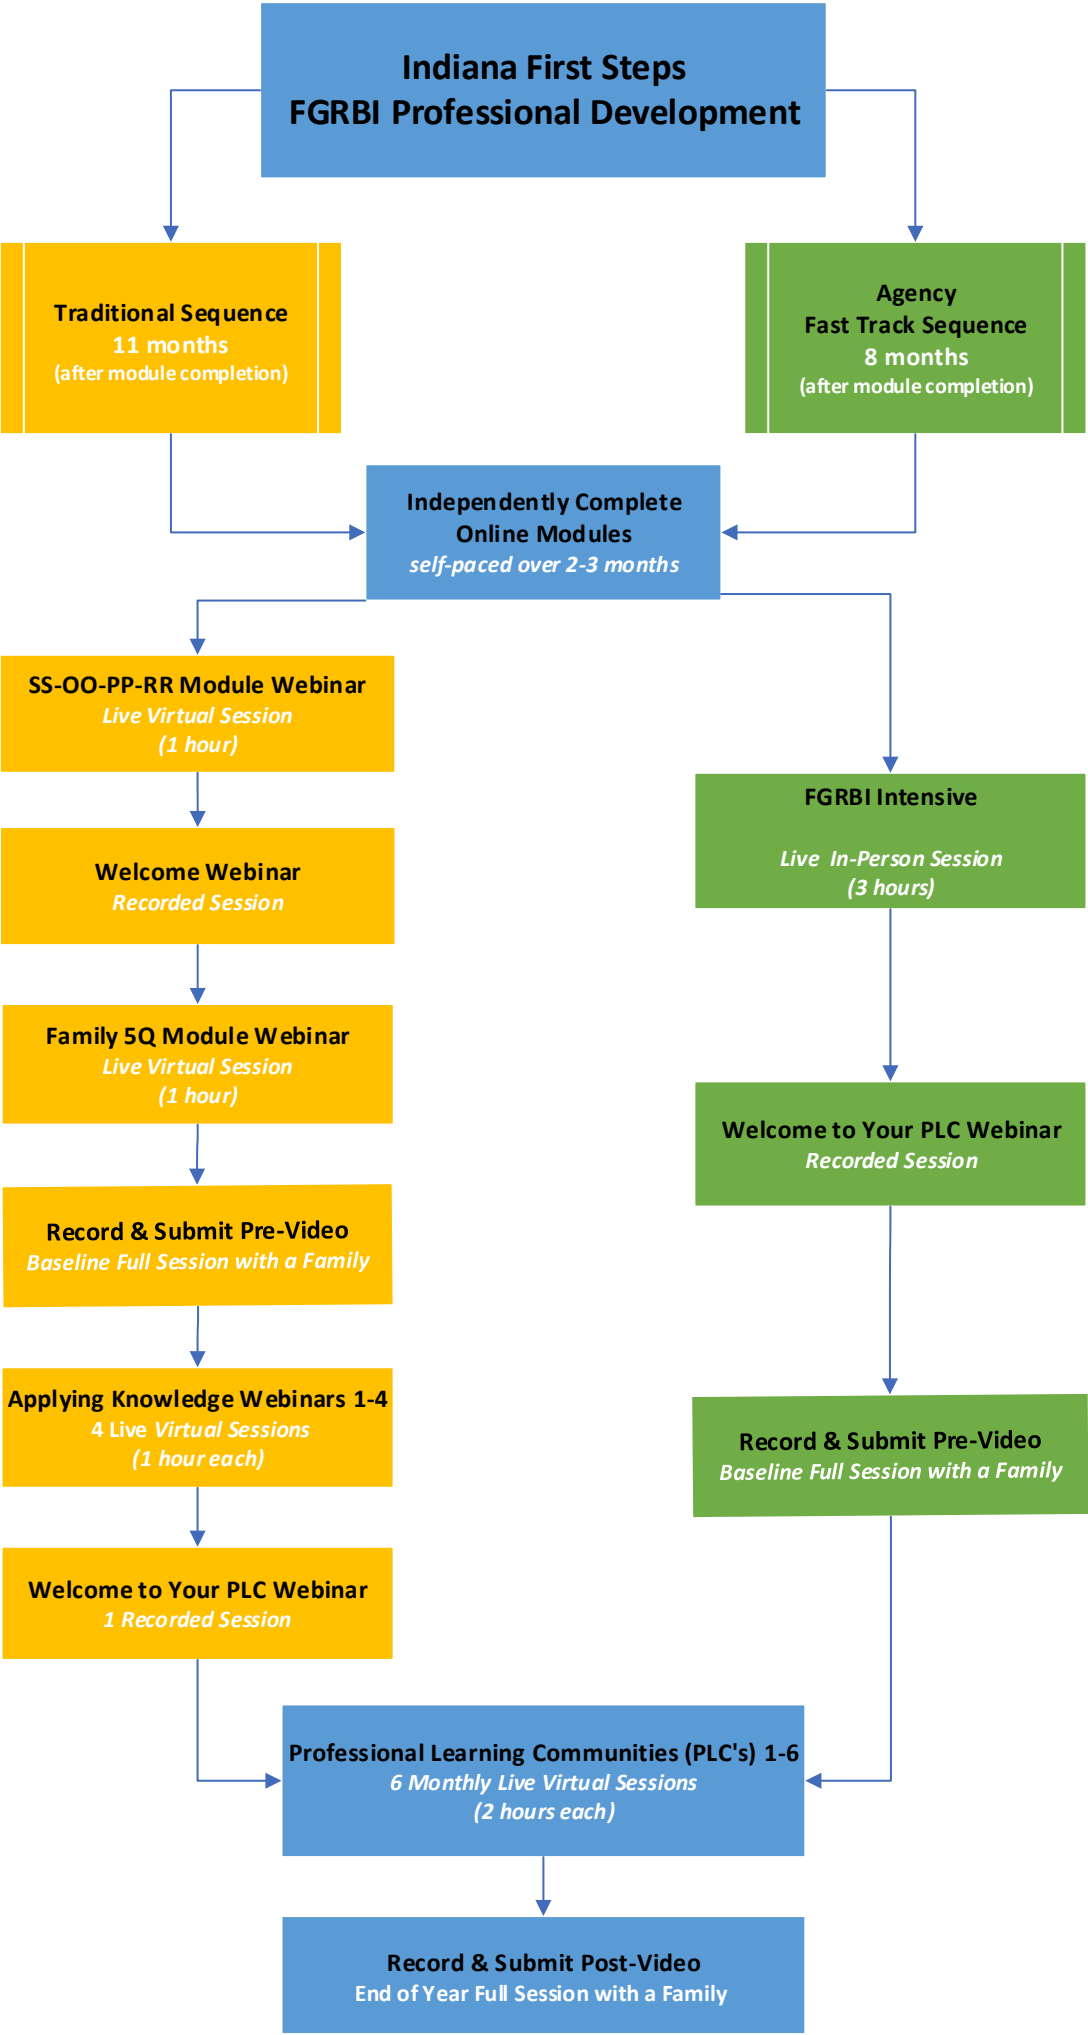 Indiana First Steps
FGRBI Professional Development
Traditional Sequence
11 months
(after module completion)
Agency
Fast Track Sequence
8 months
(after module completion)
Independently Complete
Online Modules
self-paced over 2-3 months
SS-OO-PP-RR Module Webinar
Live Virtual Session
(1 hour)
Welcome Webinar
Recorded Session
Family 5Q Module Webinar
Live Virtual Session
(1 hour)
Record & Submit Pre-Video
Baseline Full Session with a Family
Applying Knowledge Webinars 1-4
4 Live Virtual Sessions
(1 hour each)
Welcome to Your PLC Webinar
1 Recorded Session
FGRBI Intensive
Live In-Person Session
(3 hours)
Welcome to Your PLC Webinar
Recorded Session
Record & Submit Pre-Video
Baseline Full Session with a Family
Professional Learning Communities (PLC's) 1-6
6 Monthly Live Virtual Sessions
(2 hours each)
Record & Submit Post-Video
End of Year Full Session with a Family